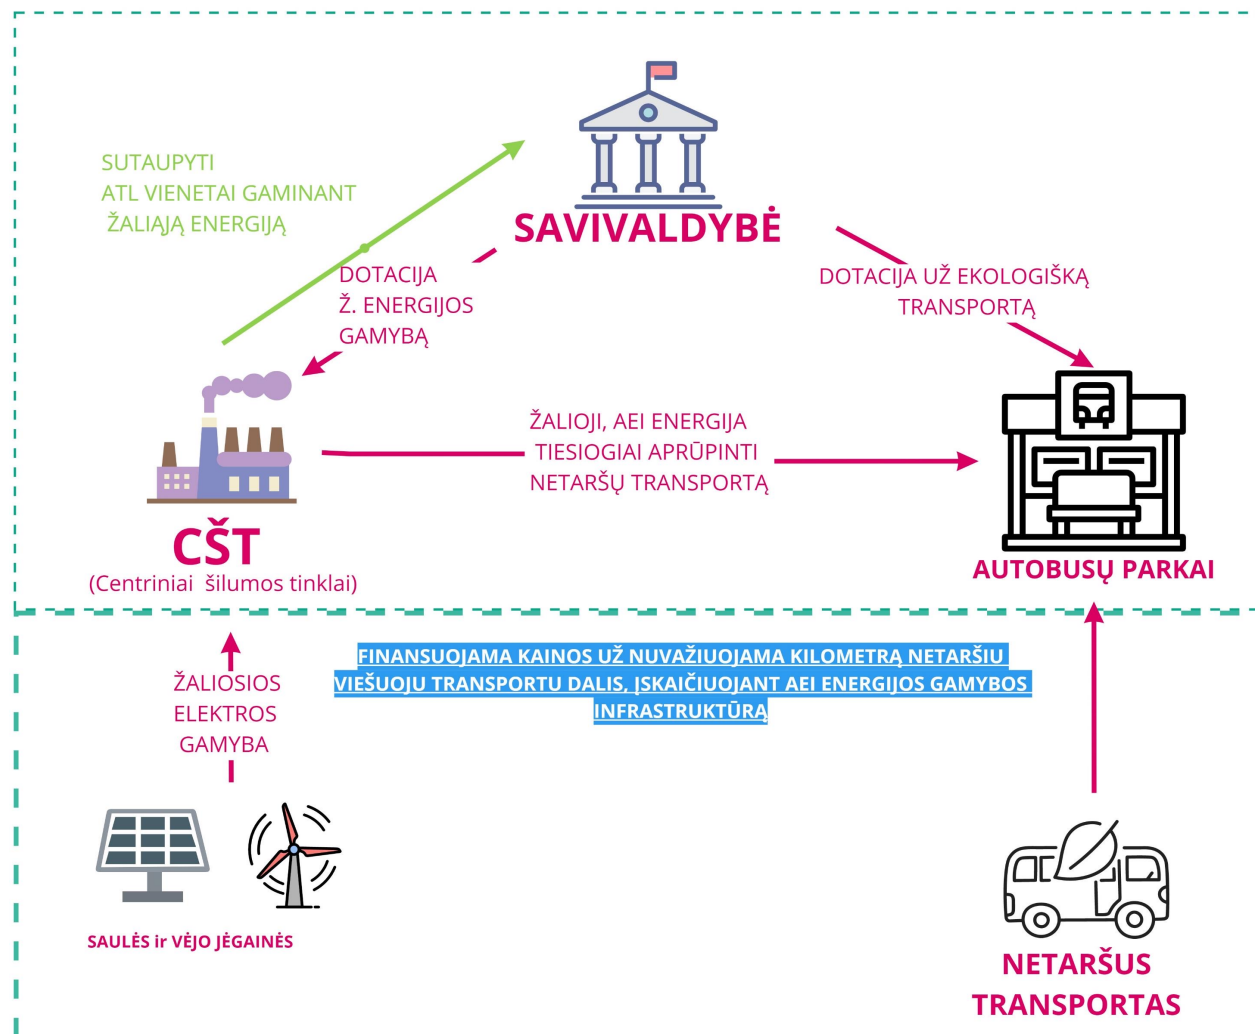 SUTAUPYTI
ATL VIENETAI GAMINANT
ŽALIĄJĄ ENERGIJĄ
SAVIVALDYBĖ
DOTACIJA
Ž. ENERGIJOS
GAMYBĄ
DOTACIJA UŽ EKOLOGIŠKĄ
TRANSPORTĄ
ŽALIOJI, AEI ENERGIJA
TIESIOGIAI APRŪPINTI
NETARŠŲ TRANSPORTĄ
CŠT
(Centriniai šilumos tinklai)
AUTOBUSŲ PARKAI
FINANSUOJAMA KAINOS UŽ NUVAŽIUOJAMA KILOMETRĄ NETARŠIU
VIEŠUOJU TRANSPORTU DALIS, ĮSKAIČIUOJANT AEI ENERGIJOS GAMYBOS
INFRASTRUKTŪRĄ
ŽALIOSIOS
ELEKTROS
GAMYBA
SAULĖS ir VĖJO JĖGAINĖS
NETARŠUS
TRANSPORTAS